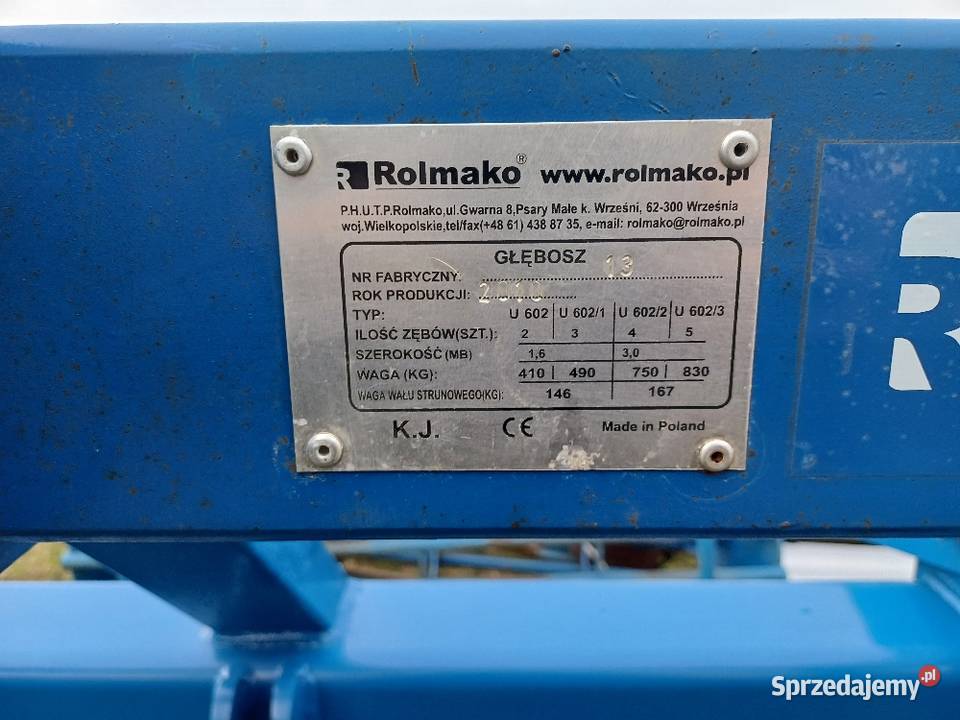 R Rolmako® www.rolmako.pl
P.H.U.T.P.Rolmako,ul.Gwarna 8,Psary Małe k. Wrześni, 62-300 Września
woj.Wielkopolskie,tel/fax(+48 61) 438 87 35, e-mail: rolmako@rolmako.pl
GŁĘBOSZ
NR FABRYCZNY: 13
ROK PRODUKCJI:
TYP: U 602 U 602/1 U 602/2 U 602/3
ILOŚĆ ZĘBÓW(SZT.): 2 3 4 5
SZEROKOŚĆ (MB) 1,6 3,0
WAGA (KG): 410 490 750 830
WAGA WAŁU STRUNOWEGO(KG): 146 167
K.J. CE Made in Poland
R
Sprzedajemy.pl